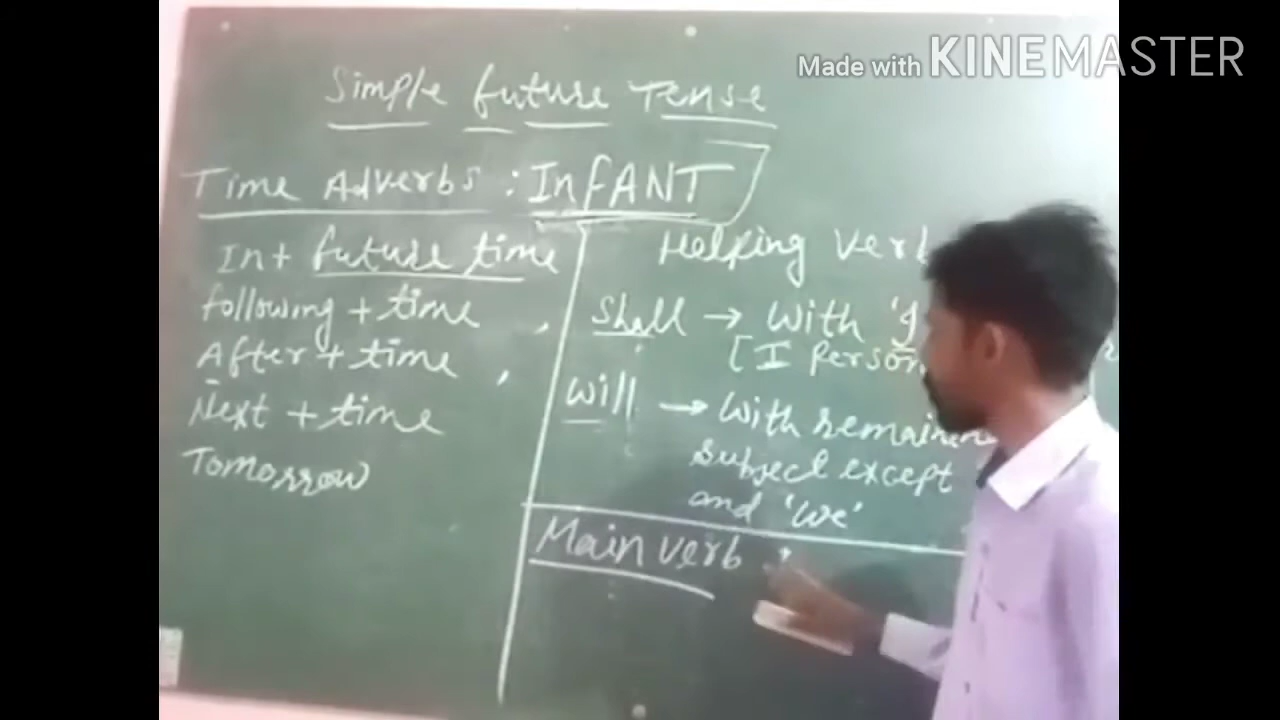 Made with KINEMASTER
Simple future Tense
Time Adverbs : InFANT
In + future time
following + time ,
After + time ,
Next + time
Tomorrow
Helping verb
Shall → With 'I
[I Person
will → With remaining
subject except
and 'we'
Main verb :